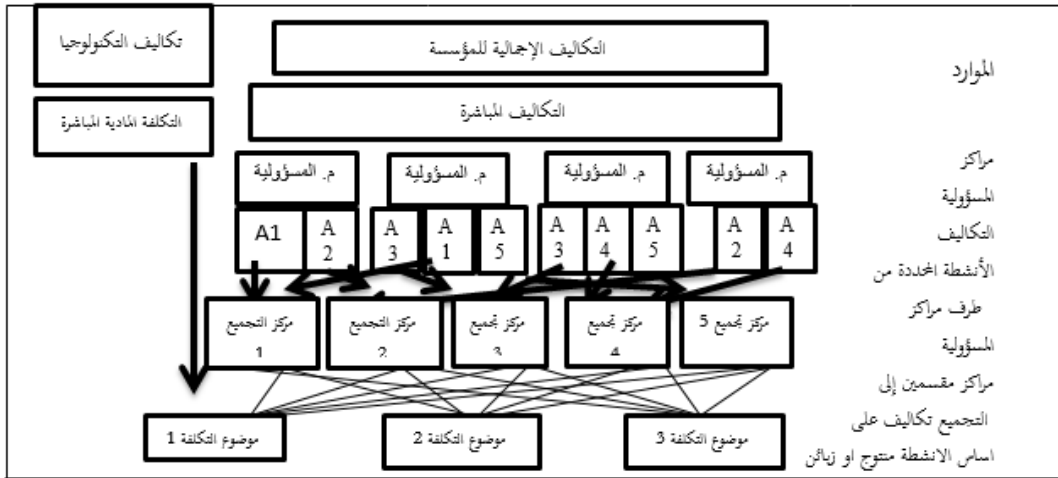 تكاليف التكنولوجيا
التكاليف الإجمالية للمؤسسة
الموارد
التكلفة المادية المباشرة
التكاليف المباشرة
م. المسؤولية
م. المسؤولية
م. المسؤولية
م. المسؤولية
مراكز
المسؤولية
A1
A
2
A
3
A
1
A
5
A
3
A
4
A
5
A
2
A
4
التكاليف
الأنشطة المحددة من
طرف مراكز
المسؤولية
مركز التجميع
1
مركز التجميع
2
مركز تجميع
3
مركز تجميع
4
مركز تجميع 5
مراكز مقسمين إلى
التجميع تكاليف على
اساس الانشطة منتوج او زبائن
موضوع التكلفة 1
موضوع التكلفة 2
موضوع التكلفة 3